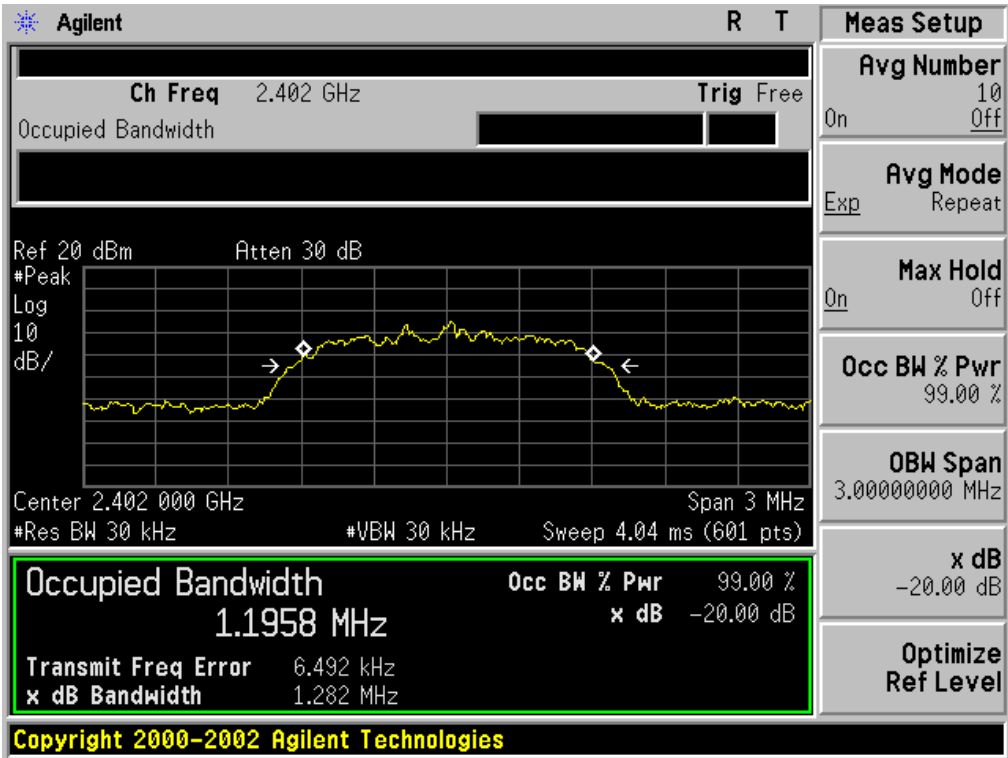 Agilent R T
Ch Freq 2.402 GHz Trig Free
Occupied Bandwidth
Ref 20 dBm Atten 30 dB
#Peak
Log
10
dB/
Center 2.402 000 GHz Span 3 MHz
#Res BW 30 kHz #VBW 30 kHz Sweep 4.04 ms (601 pts)
Occupied Bandwidth Occ BW % Pwr 99.00 %
1.1958 MHz x dB -20.00 dB
Transmit Freq Error 6.492 kHz
x dB Bandwidth 1.282 MHz
Copyright 2000-2002 Agilent Technologies
Meas Setup
Avg Number
10
On Off
Avg Mode
Exp Repeat
Max Hold
On Off
Occ BW % Pwr
99.00 %
OBW Span
3.00000000 MHz
x dB
-20.00 dB
Optimize
Ref Level